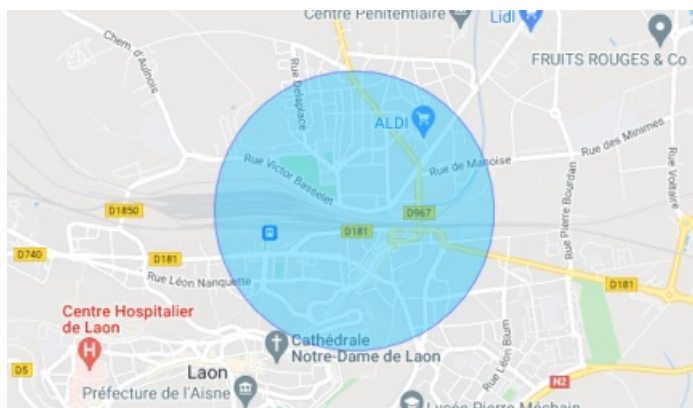 Centre Pénitentiaire
Lidl
FRUITS ROUGES & Co
Chem. d'Aulnois
Rue Delaplace
ALDI
Rue des Minimes
Rue Victor Basselet
Rue de Manoise
Rue Voltaire
Rue Pierre Bourdan
D1850
D967
D181
D740
D181
Rue Léon Nanquette
D181
Centre Hospitalier
de Laon
Cathédrale
Notre-Dame de Laon
Rue Léon Blum
Laon
D5
N2
Préfecture de l'Aisne
Lycée Pierre Méchain